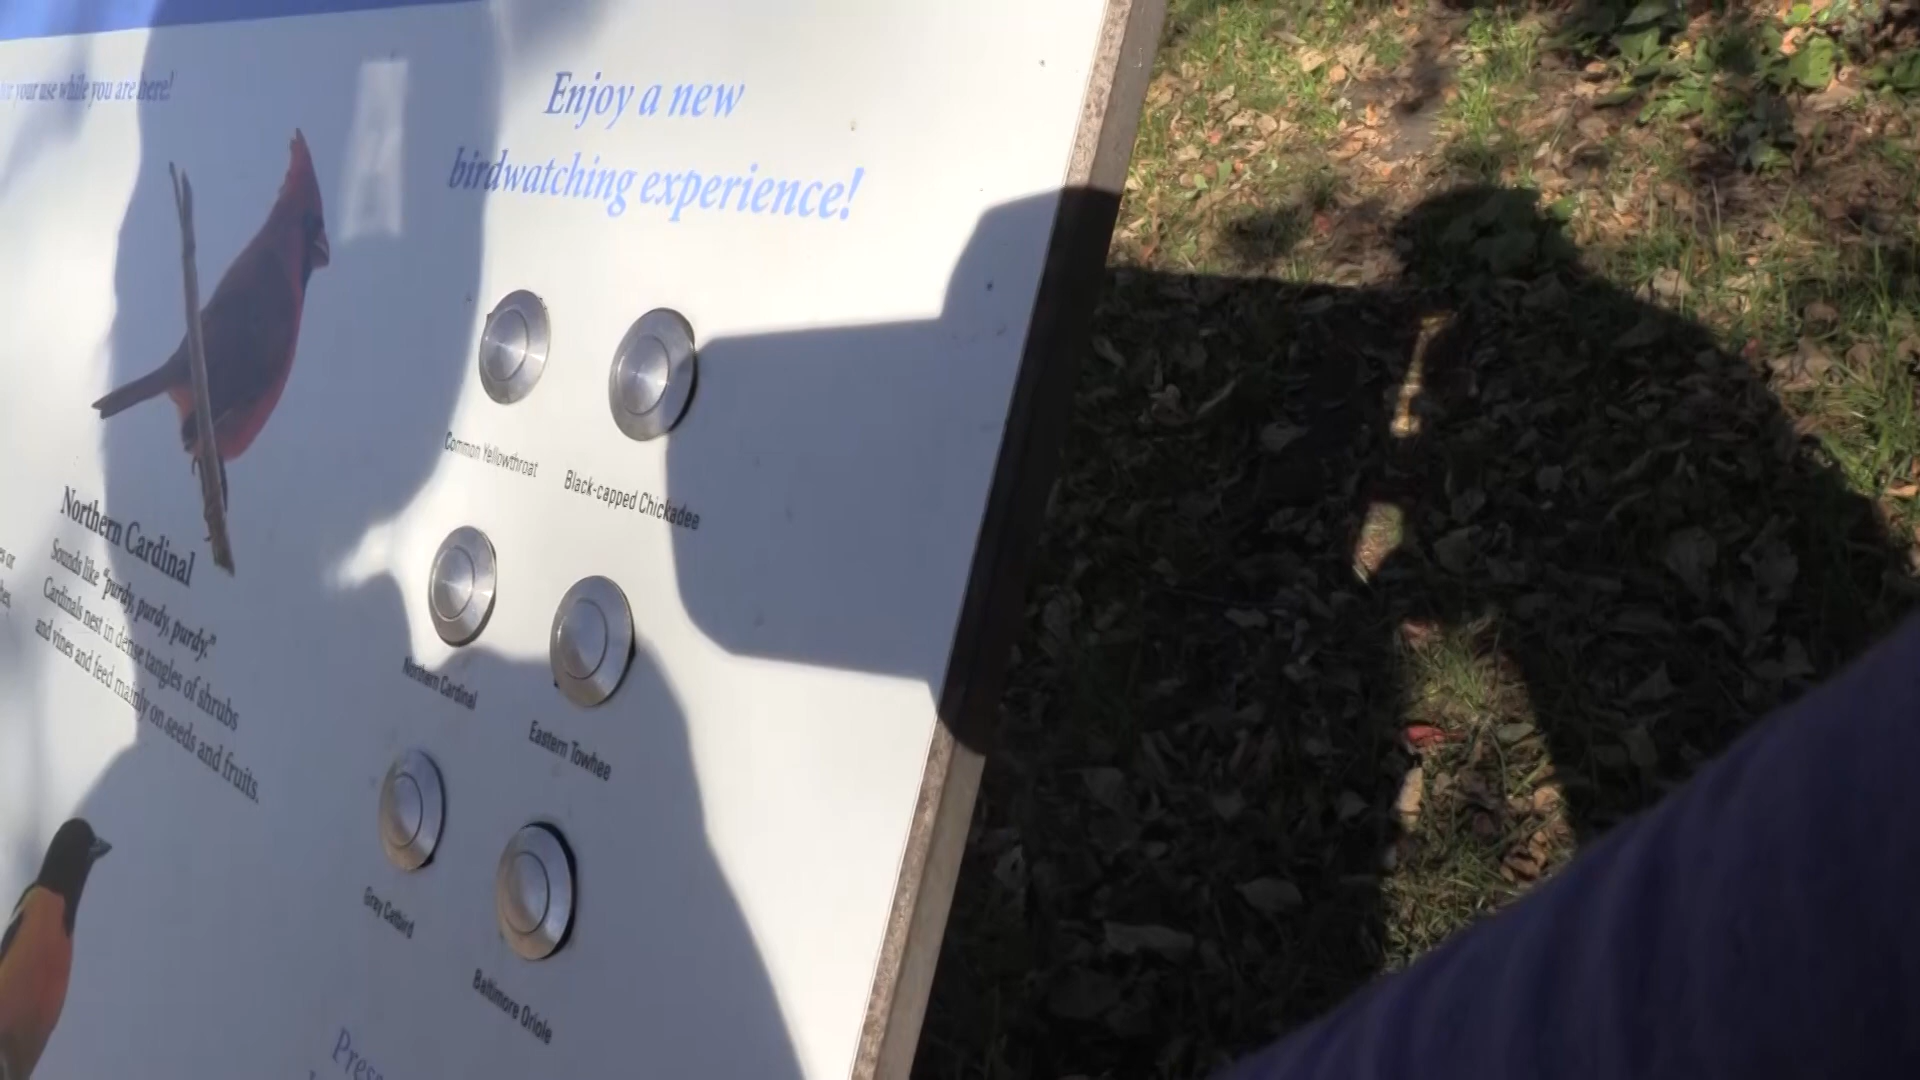 your use while you are here!
Enjoy a new
birdwatching experience!
Common Yellowthroat
Black-capped Chickadee
Northern Cardinal
Sounds like "purdy, purdy, purdy."
Cardinals nest in dense tangles of shrubs
and vines and feed mainly on seeds and fruits.
Northern Cardinal
Eastern Towhee
Gray Catbird
Baltimore Oriole